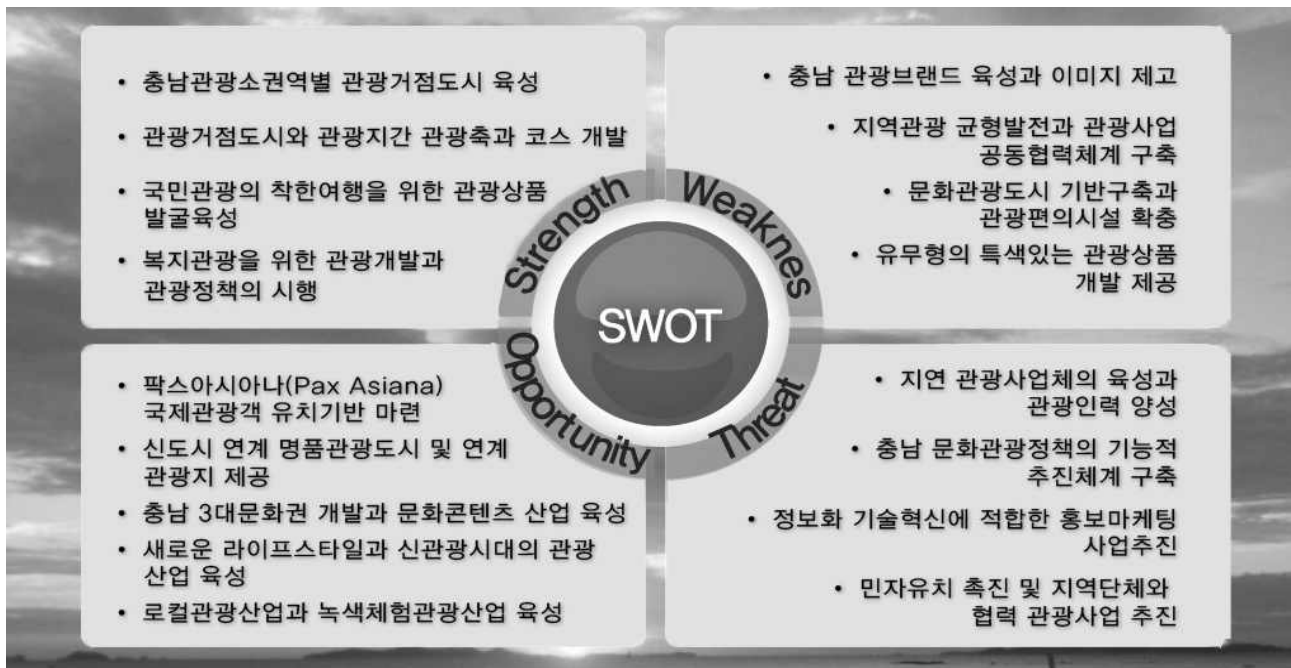 • 충남관광소권역별 관광거점도시 육성
• 관광거점도시와 관광지간 관광축과 코스 개발
• 국민관광의 착한여행을 위한 관광상품
발굴육성
• 복지관광을 위한 관광개발과
관광정책의 시행
• 충남 관광브랜드 육성과 이미지 제고
• 지역관광 균형발전과 관광사업
공동협력체계 구축
• 문화관광도시 기반구축과
관광편의시설 확충
• 유무형의 특색있는 관광상품
개발 제공
Strength
Weaknes
SWOT
Opportunity
Threat
• 팍스아시아나(Pax Asiana)
국제관광객 유치기반 마련
• 신도시 연계 명품관광도시 및 연계
관광지 제공
• 충남 3대문화권 개발과 문화콘텐츠 산업 육성
• 새로운 라이프스타일과 신관광시대의 관광
산업 육성
• 로컬관광산업과 녹색체험관광산업 육성
• 지연 관광사업체의 육성과
관광인력 양성
• 충남 문화관광정책의 기능적
추진체계 구축
• 정보화 기술혁신에 적합한 홍보마케팅
사업추진
• 민자유치 촉진 및 지역단체와
협력 관광사업 추진